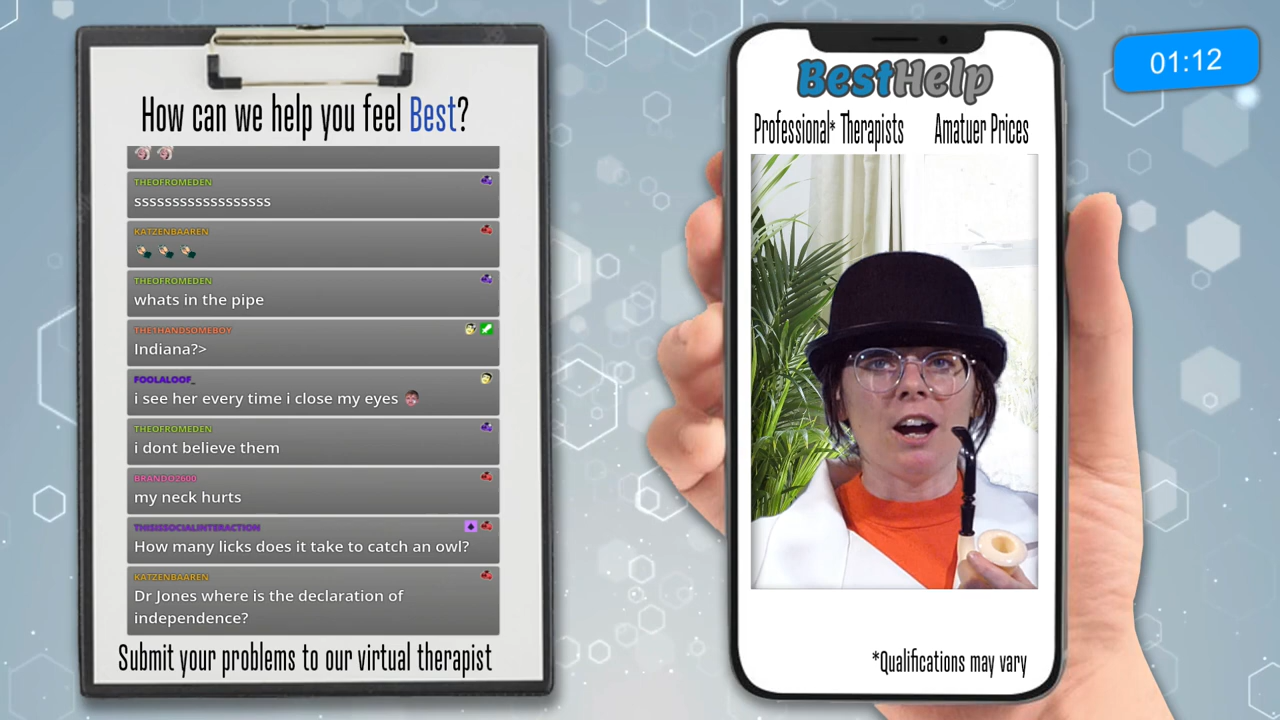 How can we help you feel Best?
THEOFROMEDEN
ssssssssssssssssss
KATZENBAAREN
THEOFROMEDEN
whats in the pipe
THE1HANDSOMEBOY
Indiana?>
FOOLALOOF_
i see her every time i close my eyes
THEOFROMEDEN
i dont believe them
BRANDO2600
my neck hurts
THISISSOCIALINTERACTION
How many licks does it take to catch an owl?
KATZENBAAREN
Dr Jones where is the declaration of
independence?
Submit your problems to our virtual therapist
BestHelp
Professional* Therapists
Amatuer Prices
*Qualifications may vary
01:12